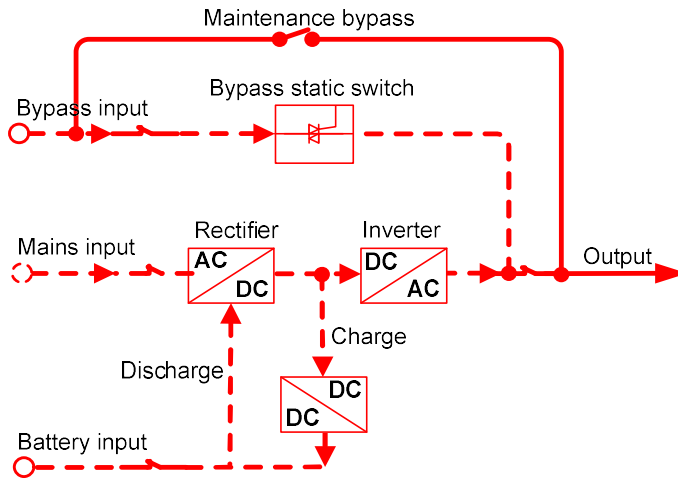 Maintenance bypass
Bypass static switch
Bypass input
Rectifier
Inverter
Mains input
AC
DC
DC
AC
Output
Charge
Discharge
DC
DC
Battery input